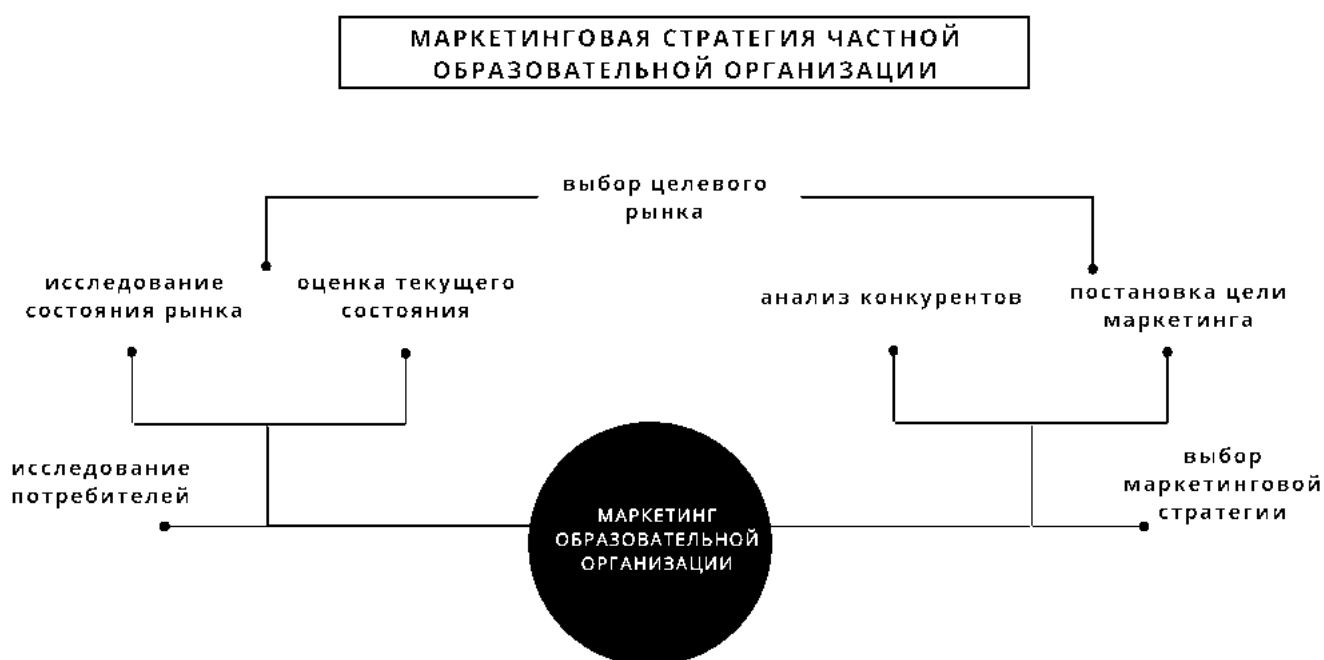 МАРКЕТИНГОВАЯ СТРАТЕГИЯ ЧАСТНОЙ
ОБРАЗОВАТЕЛЬНОЙ ОРГАНИЗАЦИИ
выбор целевого
рынка
исследование
состояния рынка
оценка текущего
состояния
анализ конкурентов
постановка цели
маркетинга
исследование
потребителей
выбор
маркетинговой
стратегии
МАРКЕТИНГ
ОБРАЗОВАТЕЛЬНОЙ
ОРГАНИЗАЦИИ